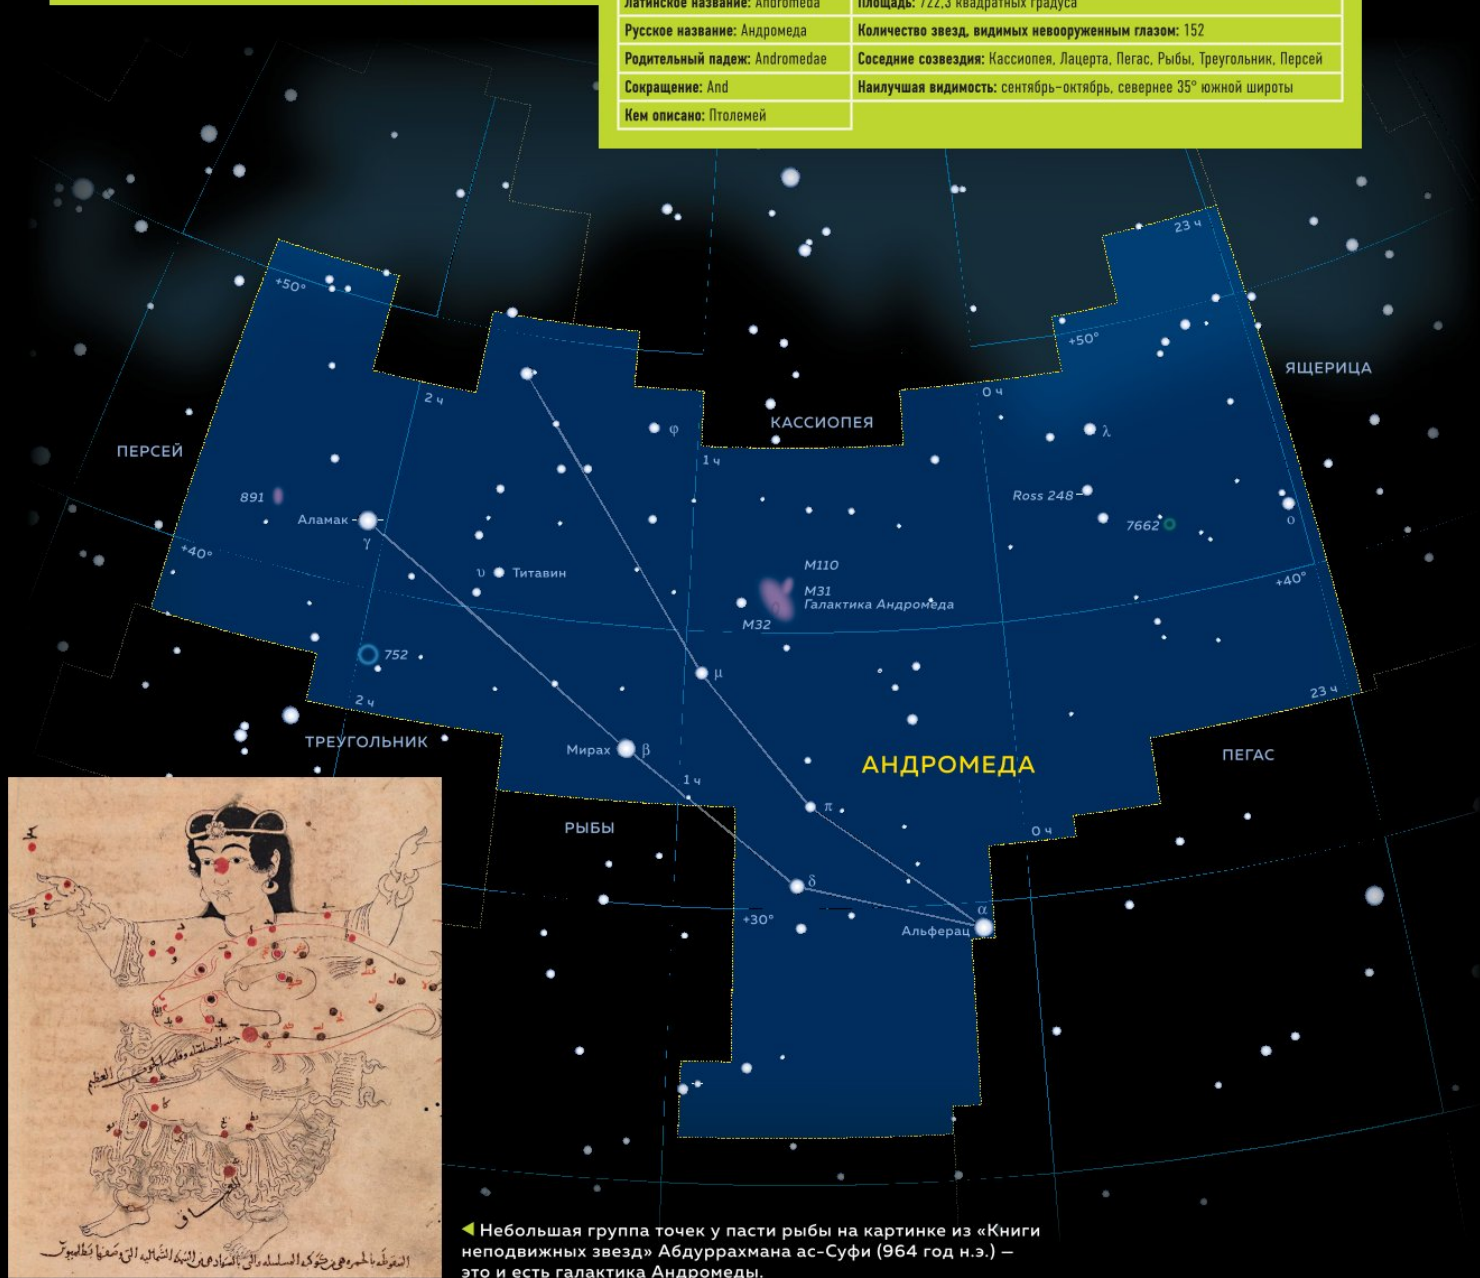 Латинское название: Andromeda
Площадь: 722,3 квадратных градуса
Русское название: Андромеда
Количество звезд, видимых невооруженным глазом: 152
Родительный падеж: Andromedae
Соседние созвездия: Кассиопея, Лацерта, Пегас, Рыбы, Треугольник, Персей
Сокращение: And
Наилучшая видимость: сентябрь–октябрь, севернее 35° южной широты
Кем описано: Птолемей
23 ч
+50°
+50°
ЯЩЕРИЦА
2 ч
0 ч
КАССИОПЕЯ
φ
λ
ПЕРСЕЙ
1 ч
891
Ross 248
Аламак
7662
ο
γ
+40°
υ
Титавин
M110
+40°
M31
Галактика Андромеда
M32
752
μ
23 ч
2 ч
ТРЕУГОЛЬНИК
Мирах
β
АНДРОМЕДА
ПЕГАС
1 ч
π
РЫБЫ
0 ч
δ
+30°
α
Альферац
◀ Небольшая группа точек у пасти рыбы на картинке из «Книги
неподвижных звезд» Абдуррахмана ас-Суфи (964 год н.э.) —
это и есть галактика Андромеды.